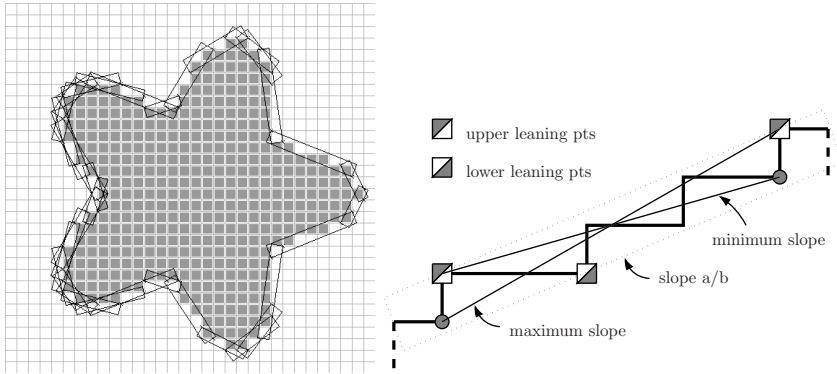 upper leaning pts
lower leaning pts
minimum slope
slope a/b
maximum slope